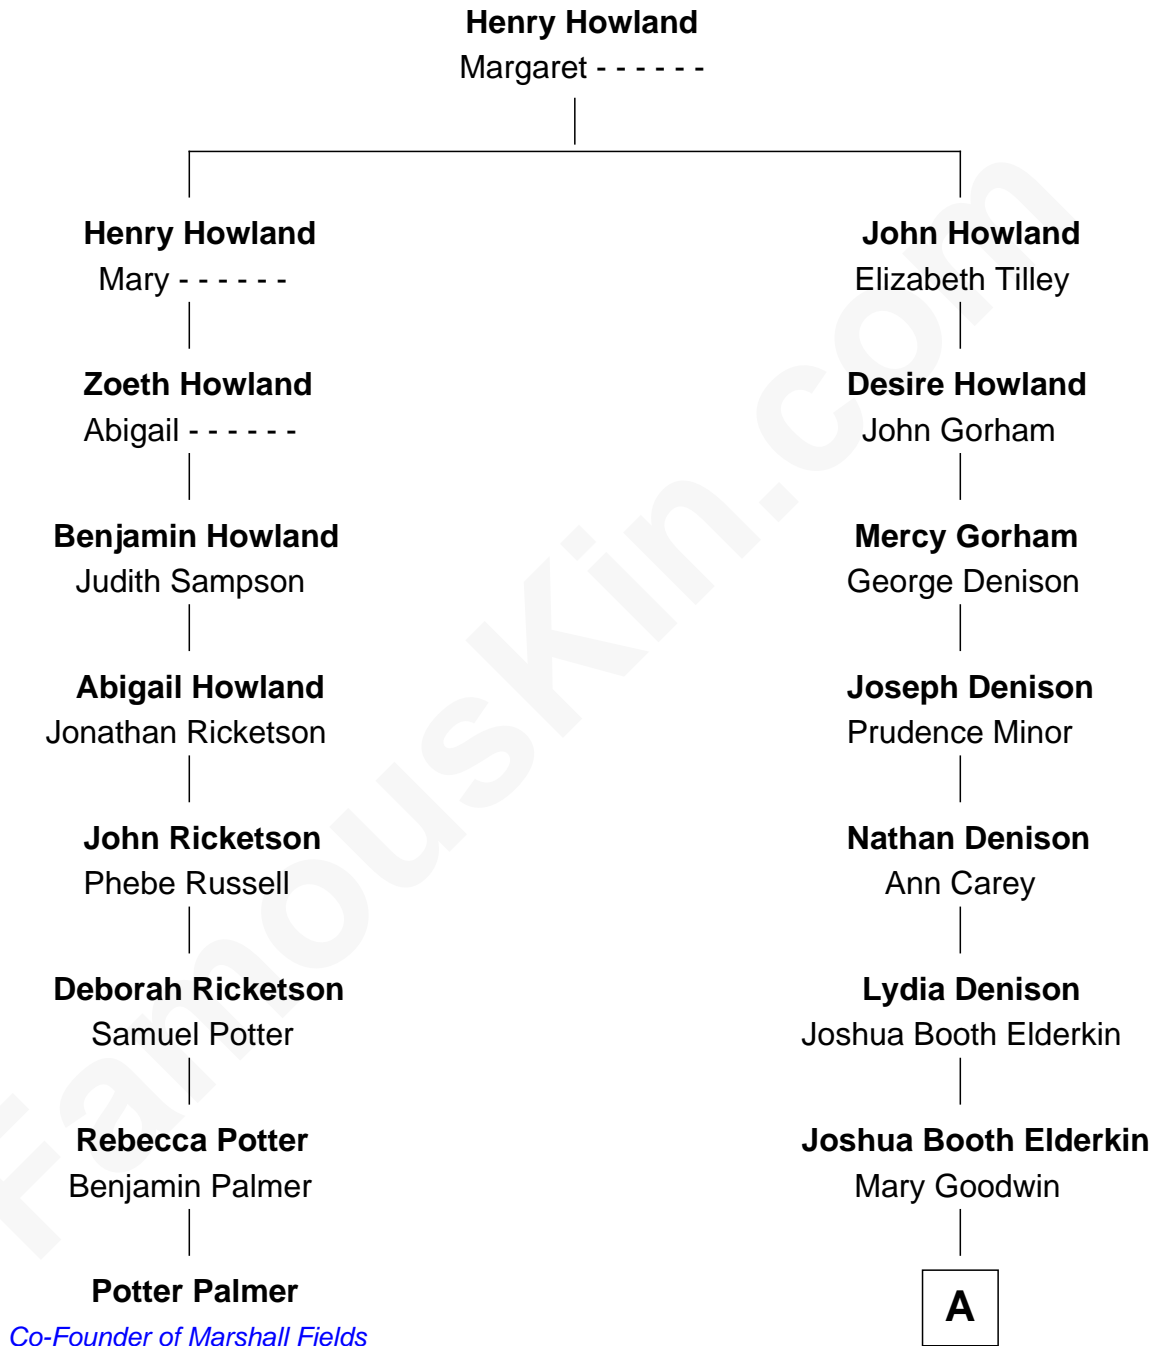 Henry Howland
Margaret - - - - - -
Henry Howland
Mary - - - - - -
John Howland
Elizabeth Tilley
Zoeth Howland
Abigail - - - - - -
Desire Howland
John Gorham
Benjamin Howland
Judith Sampson
Mercy Gorham
George Denison
Abigail Howland
Jonathan Ricketson
Joseph Denison
Prudence Minor
John Ricketson
Phebe Russell
Nathan Denison
Ann Carey
Deborah Ricketson
Samuel Potter
Lydia Denison
Joshua Booth Elderkin
Rebecca Potter
Benjamin Palmer
Joshua Booth Elderkin
Mary Goodwin
Potter Palmer
Co-Founder of Marshall Fields
A
FamousKin.com